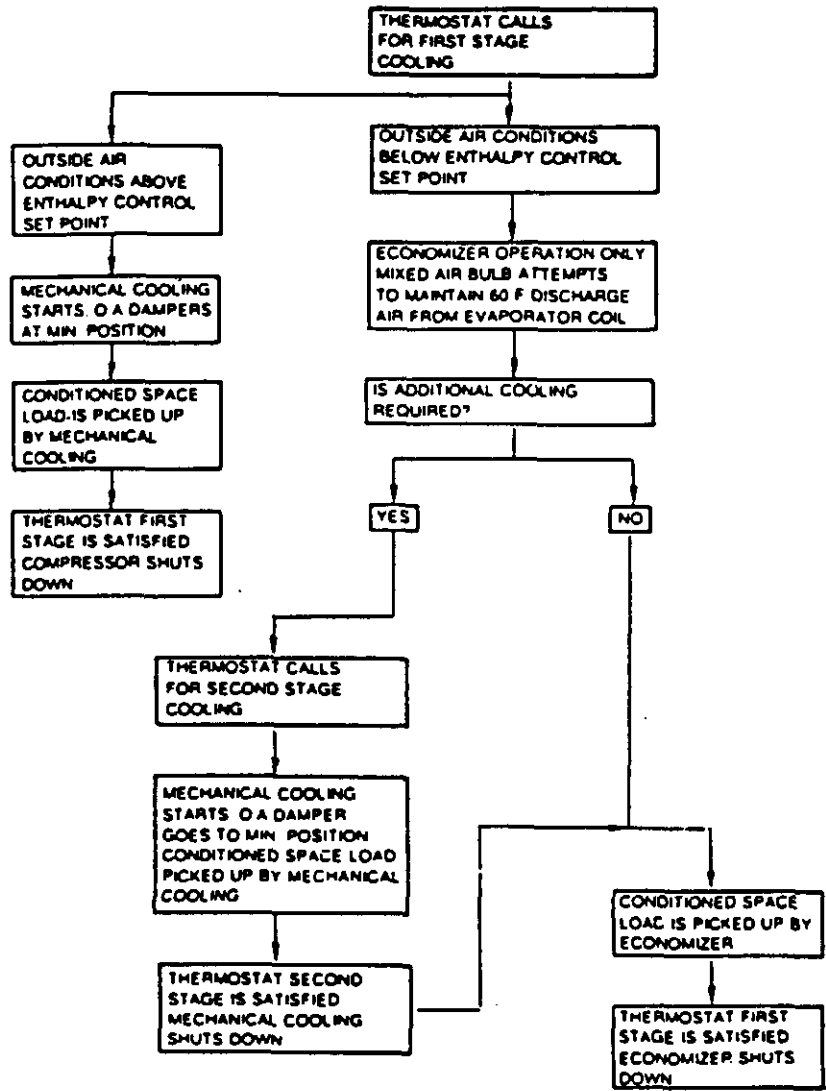 THERMOSTAT CALLS
FOR FIRST STAGE
COOLING
OUTSIDE AIR
CONDITIONS ABOVE
ENTHALPY CONTROL
SET POINT
OUTSIDE AIR CONDITIONS
BELOW ENTHALPY CONTROL
SET POINT
MECHANICAL COOLING
STARTS. O A DAMPERS
AT MIN. POSITION
ECONOMIZER OPERATION ONLY
MIXED AIR BULB ATTEMPTS
TO MAINTAIN 60 F DISCHARGE
AIR FROM EVAPORATOR COIL
CONDITIONED SPACE
LOAD-IS PICKED UP
BY MECHANICAL
COOLING
IS ADDITIONAL COOLING
REQUIRED?
THERMOSTAT FIRST
STAGE IS SATISFIED
COMPRESSOR SHUTS
DOWN
YES
NO
THERMOSTAT CALLS
FOR SECOND STAGE
COOLING
MECHANICAL COOLING
STARTS. O A DAMPER
GOES TO MIN. POSITION
CONDITIONED SPACE LOAD
PICKED UP BY MECHANICAL
COOLING
THERMOSTAT SECOND
STAGE IS SATISFIED
MECHANICAL COOLING
SHUTS DOWN
CONDITIONED SPACE
LOAD IS PICKED UP BY
ECONOMIZER
THERMOSTAT FIRST
STAGE IS SATISFIED
ECONOMIZER SHUTS
DOWN